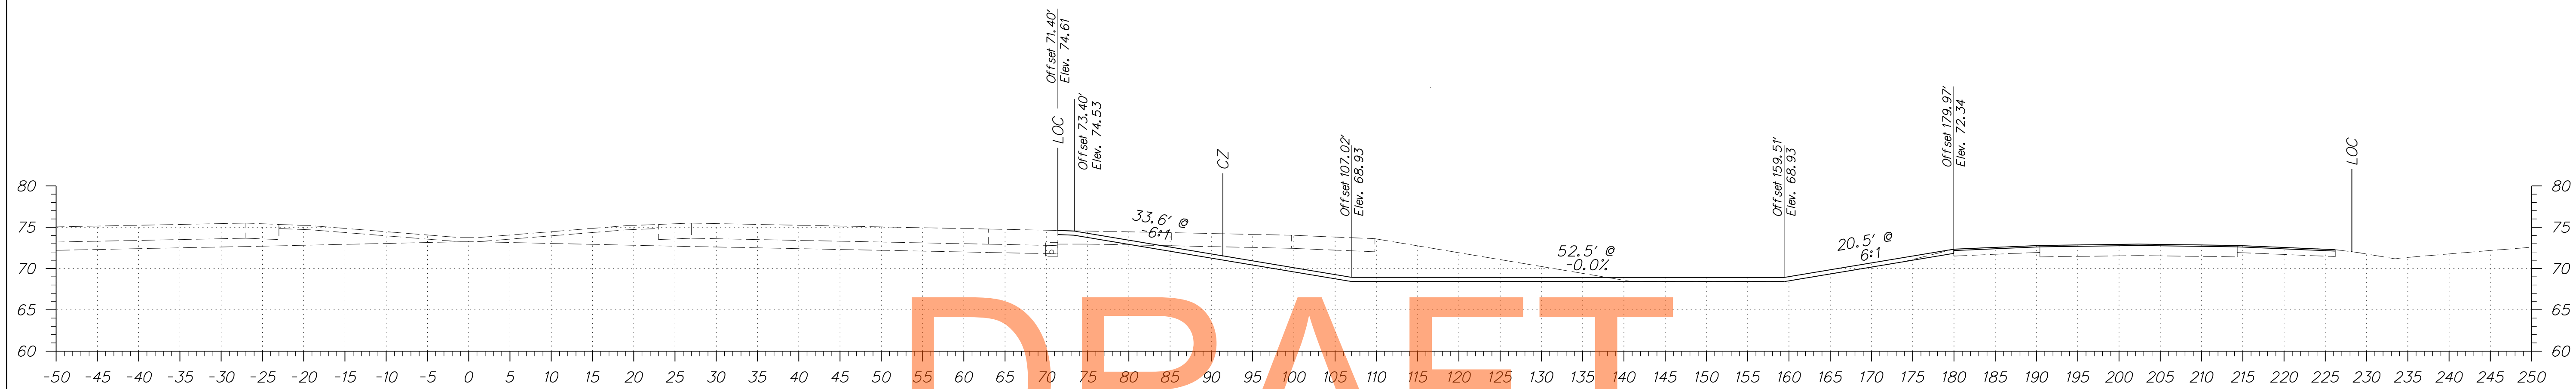 Offset 71.40'
Elev. 74.61
LOC
Offset 73.40'
Elev. 74.53
CZ
Offset 107.02'
Elev. 68.93
Offset 159.51'
Elev. 68.93
Offset 179.97'
Elev. 72.34
LOC
33.6' @
-6:1
52.5' @
-0.0%
20.5' @
6:1
80 80
75 75
70 70
65 65
60 60
-50 -45 -40 -35 -30 -25 -20 -15 -10 -5 0 5 10 15 20 25 30 35 40 45 50 55 60 65 70 75 80 85 90 95 100 105 110 115 120 125 130 135 140 145 150 155 160 165 170 175 180 185 190 195 200 205 210 215 220 225 230 235 240 245 250
DRAFT